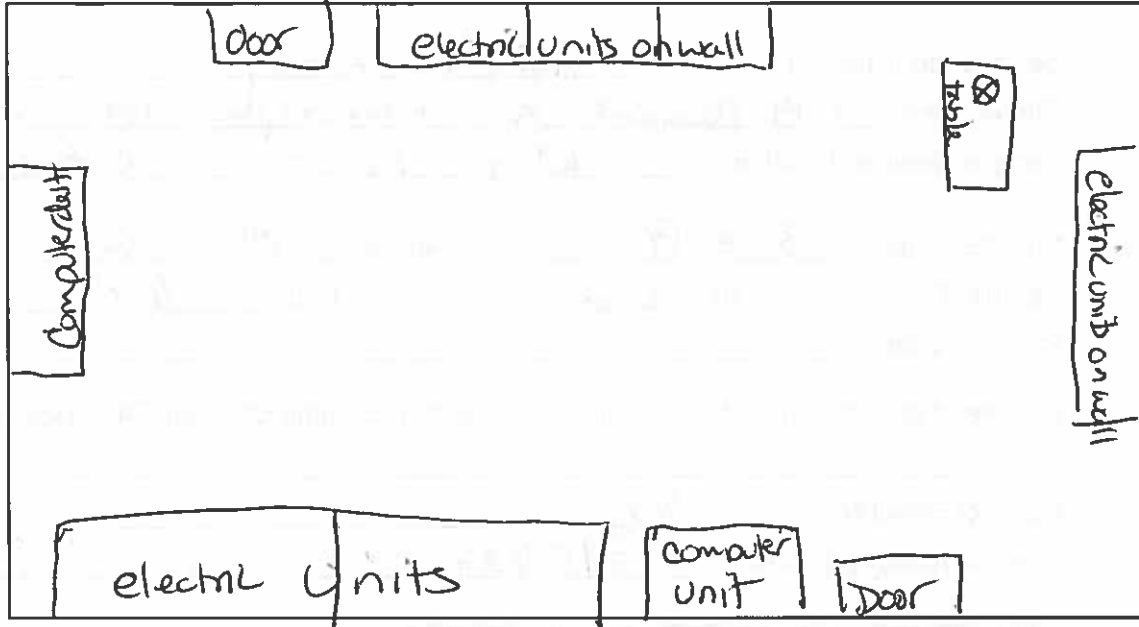 Door
electric units on wall
table
Computer desk
electric units on wall
electric units
computer
unit
Door